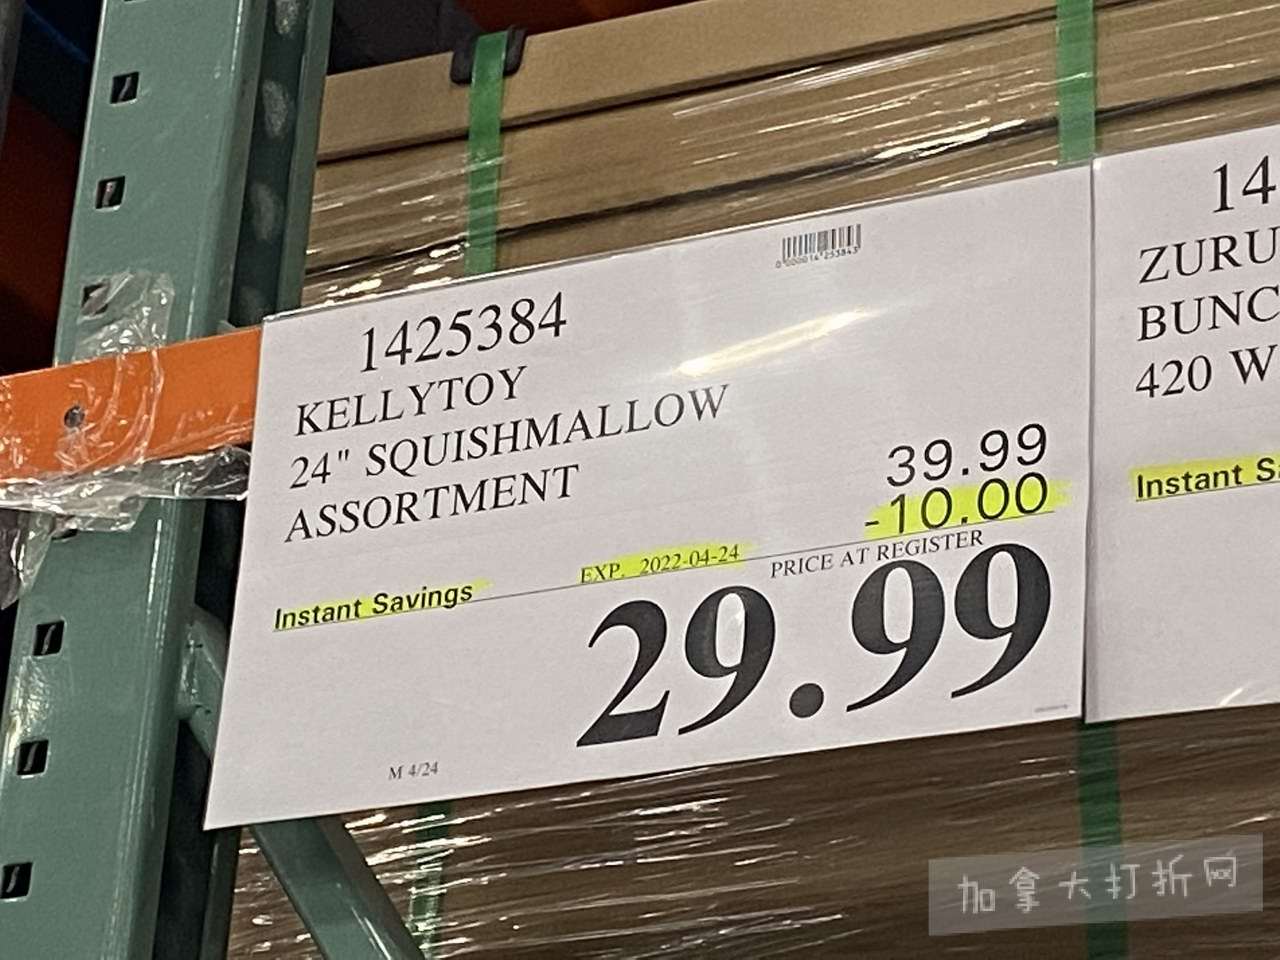 1425384
KELLYTOY
24" SQUISHMALLOW
ASSORTMENT
39.99
-10.00
EXP. 2022-04-24
PRICE AT REGISTER
Instant Savings
29.99
M 4/24
14
ZURU
BUNC
420 W
Instant S
加拿大打折网